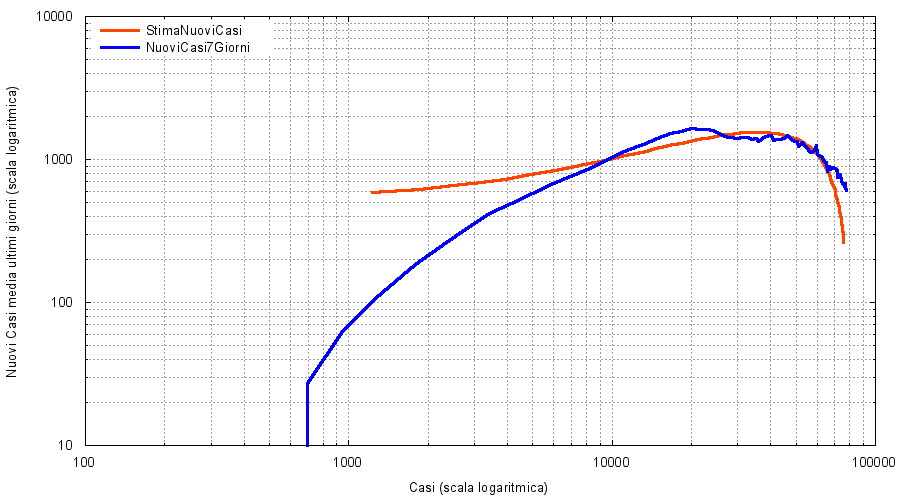 10000
StimaNuoviCasi
NuoviCasi7Giorni
1000
100
10
Nuovi Casi media ultimi giorni (scala logaritmica)
100
1000
10000
100000
Casi (scala logaritmica)